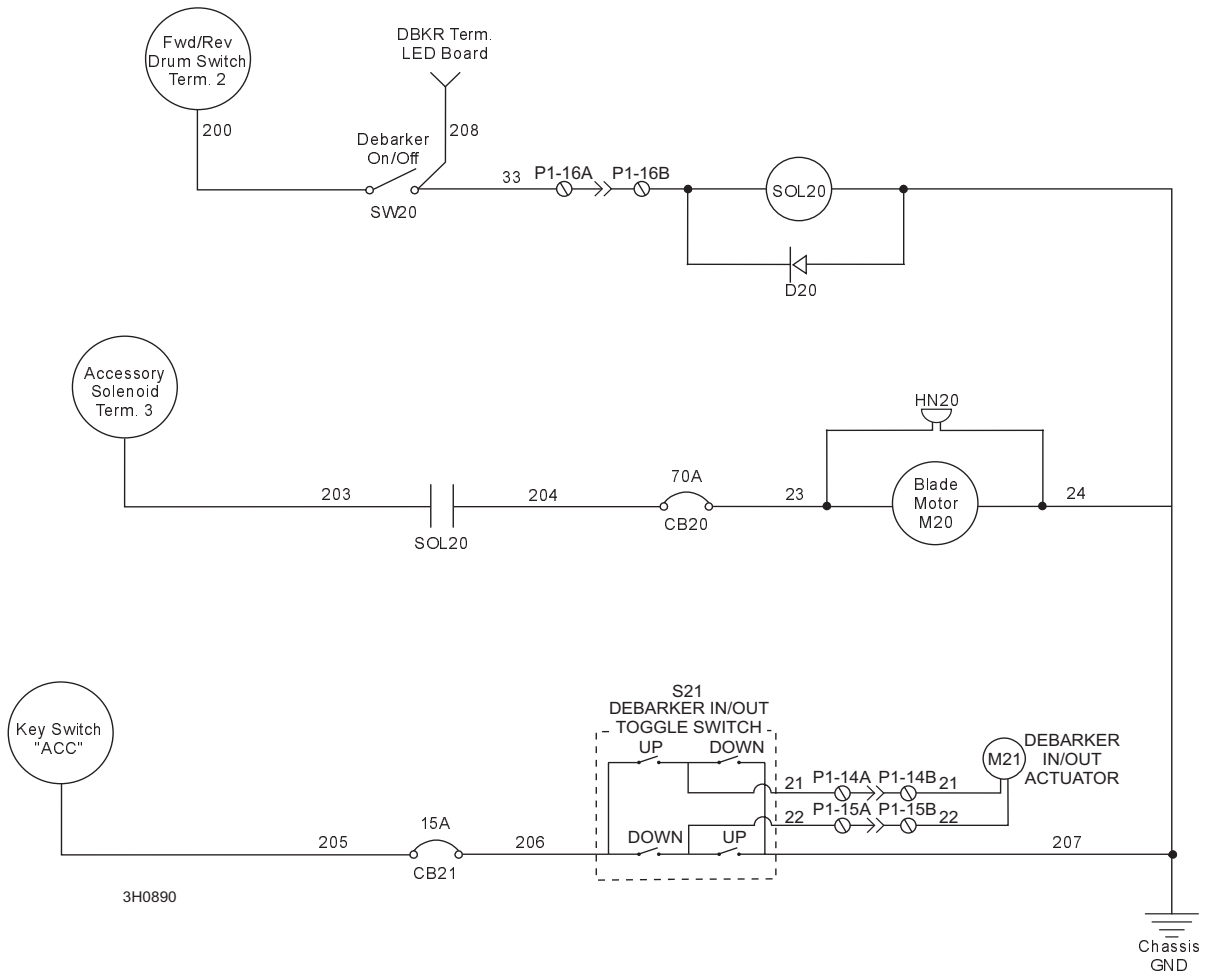 Fwd/Rev
Drum Switch
Term. 2
DBKR Term.
LED Board
200
208
Debarker
On/Off
SW20
33
P1-16A
P1-16B
SOL20
D20
Accessory
Solenoid
Term. 3
HN20
203
SOL20
204
70A
CB20
23
Blade
Motor
M20
24
S21
DEBARKER IN/OUT
TOGGLE SWITCH
Key Switch
"ACC"
UP
DOWN
21
P1-14A
P1-14B
21
M21
DEBARKER
IN/OUT
ACTUATOR
22
P1-15A
P1-15B
22
DOWN
UP
205
15A
CB21
206
207
3H0890
Chassis
GND